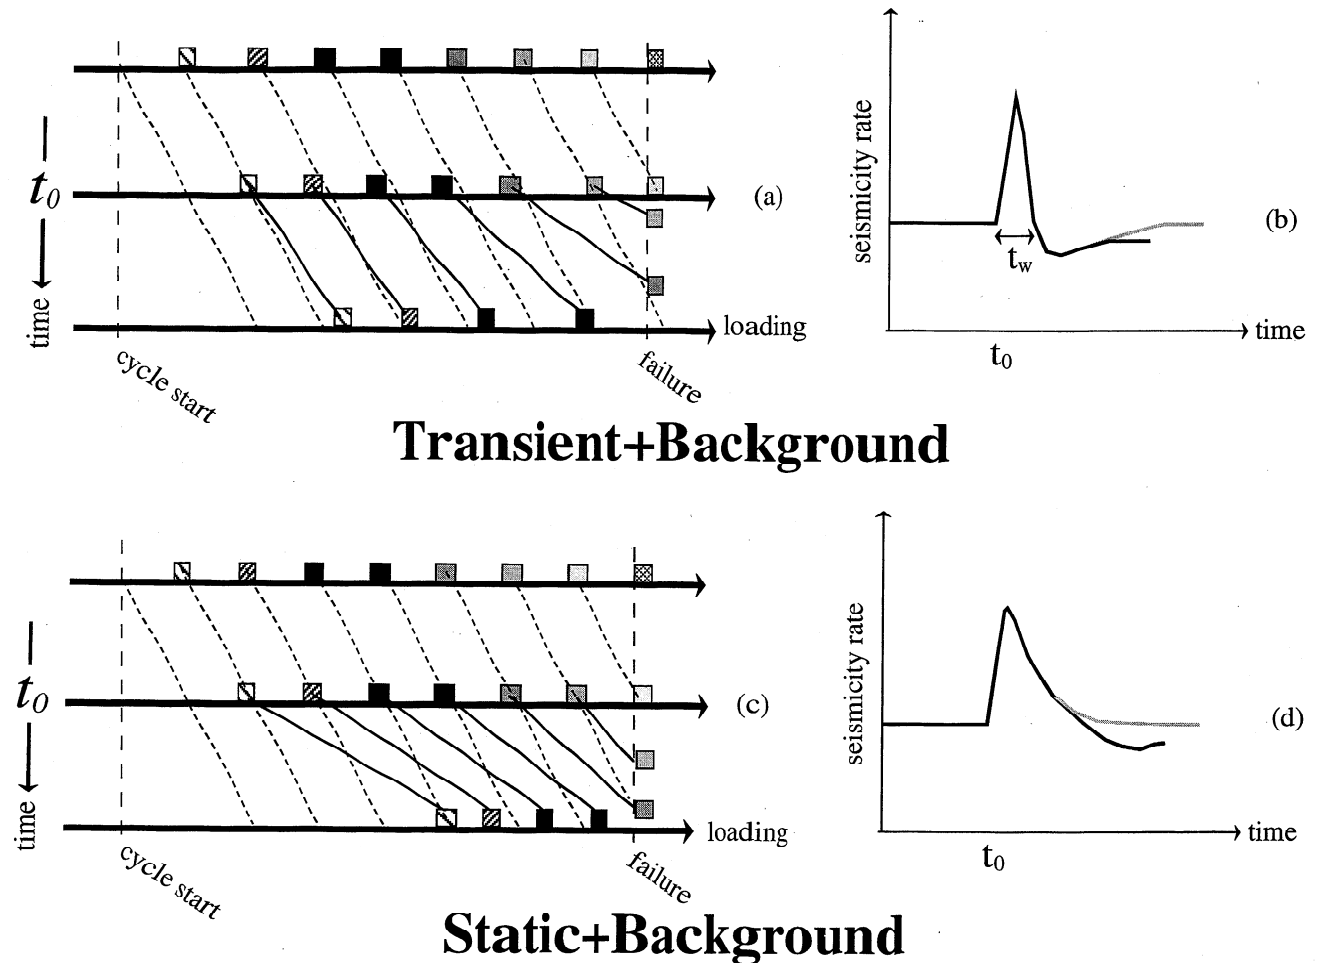 t0
time
(a)
loading
cycle start
failure
seismicity rate
tw
(b)
time
t0
Transient+Background
t0
time
(c)
loading
cycle start
failure
seismicity rate
(d)
time
t0
Static+Background